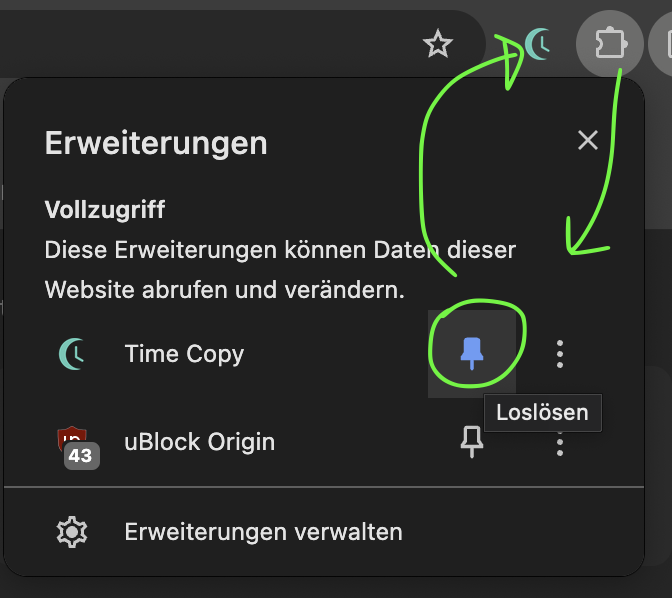 Erweiterungen
Vollzugriff
Diese Erweiterungen können Daten dieser
Website abrufen und verändern.
Time Copy
Loslösen
43
uBlock Origin
Erweiterungen verwalten